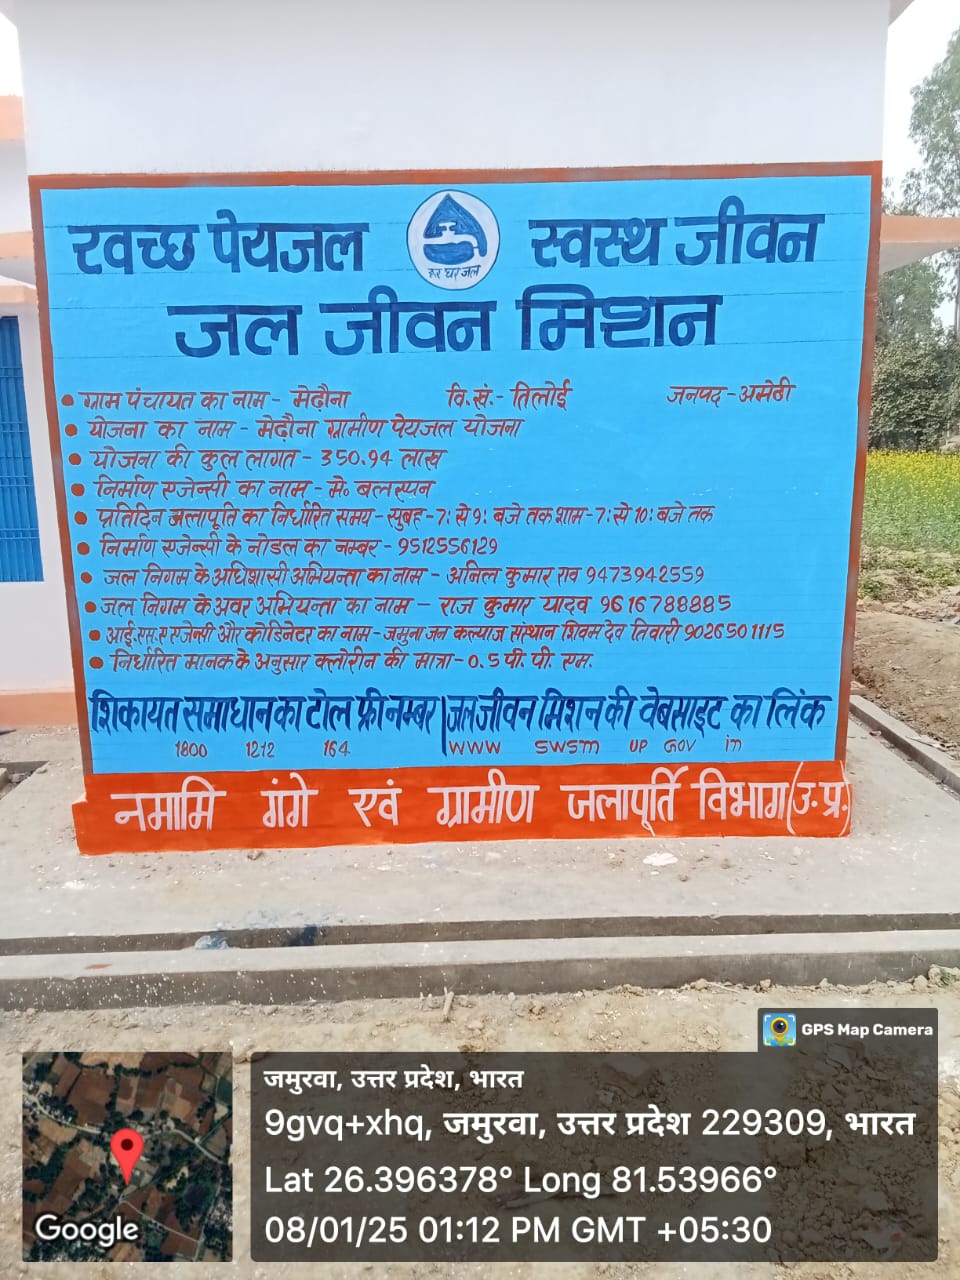 रवच्छ पेयजल स्वस्थ जीवन
हर घर जल
जल जीवन मिशन
ग्राम पंचायत का नाम - मेढ़ौना वि.खं.- तिलोई जनपद - अमेठी
योजना का नाम - मेढ़ौना ग्रामीण पेयजल योजना
योजना की कुल लागत - 350.94 लाख
निर्माण एजेन्सी का नाम - मे० बलस्पन
प्रतिदिन जलापूर्ति का निर्धारित समय - सुबह - 7: से 9: बजे तक शाम - 7: से 10: बजे तक
निर्माण एजेन्सी के नोडल का नम्बर - 9512556129
जल निगम के अधिशासी अभियन्ता का नाम - अनिल कुमार राव 9473942559
जल निगम के अवर अभियन्ता का नाम - राज कुमार यादव 9616788885
आई.एस.ए एजेन्सी और कोडिनेटर का नाम - जमुना जन कल्याण संस्थान शिवम देव तिवारी 9026501115
निर्धारित मानक के अनुसार क्लोरीन की मात्रा - 0.5 पी. पी. एम.
शिकायत समाधान का टोल फ्री नम्बर | जल जीवन मिशन की वेबसाइट का लिंक
1800 1212 164 www swsm up GOV in
नमामि गंगे एवं ग्रामीण जलापूर्ति विभाग (उ.प्र.)
GPS Map Camera
जमुरवा, उत्तर प्रदेश, भारत
9gvq+xhq, जमुरवा, उत्तर प्रदेश 229309, भारत
Lat 26.396378° Long 81.53966°
08/01/25 01:12 PM GMT +05:30
Google